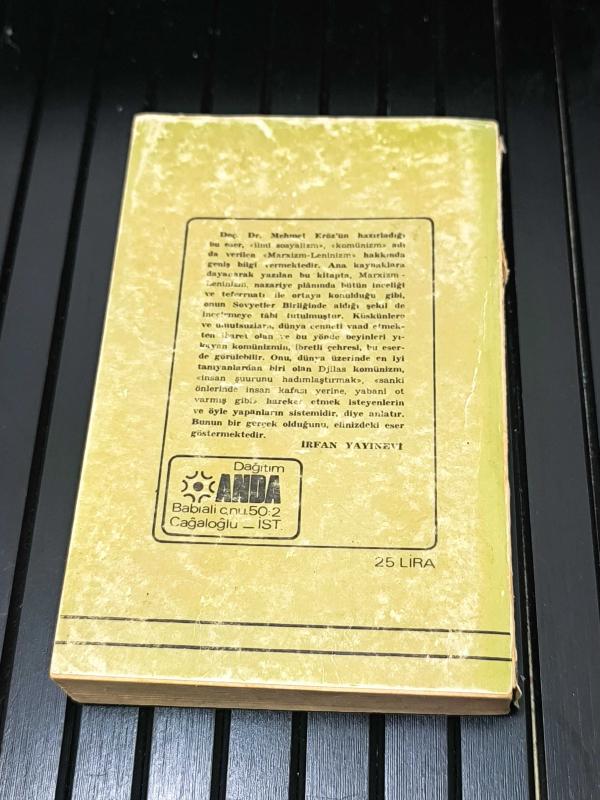 Doç. Dr. Mehmet Eröz'ün hazırladığı
bu eser, «ilmi sosyalizm», «komünizm» adı
da verilen «Marxizm-Leninizm» hakkında
geniş bilgi vermektedir. Ana kaynaklara
dayanarak yazılan bu kitapta, Marxizm-
Leninizm, nazariye plânında bütün inceliği
ve teferruatı ile ortaya konulduğu gibi,
onun Sovyetler Birliğinde aldığı şekil de
incelemeye tâbi tutulmuştur. Küskünlere
ve umutsuzlara, dünya cenneti vaad etmek-
ten ibaret olan ve bu yönde beyinleri yı-
kayan komünizmin, ibretli çehresi, bu eser-
de görülebilir. Onu, dünya üzerinde en iyi
tanıyanlardan biri olan Djilas komünizm,
«insan şuurunu hadımlaştırmak», «sanki
önlerinde insan kafası yerine, yabani ot
varmış gibi» hareket etmek isteyenlerin
ve öyle yapanların sistemidir, diye anlatır.
Bunun bir gerçek olduğunu, elinizdeki eser
göstermektedir.
İRFAN YAYINEVİ
Dağıtım
ANDA
Babıali c.nu.50:2
Cağaloğlu _ İST.
25 LİRA